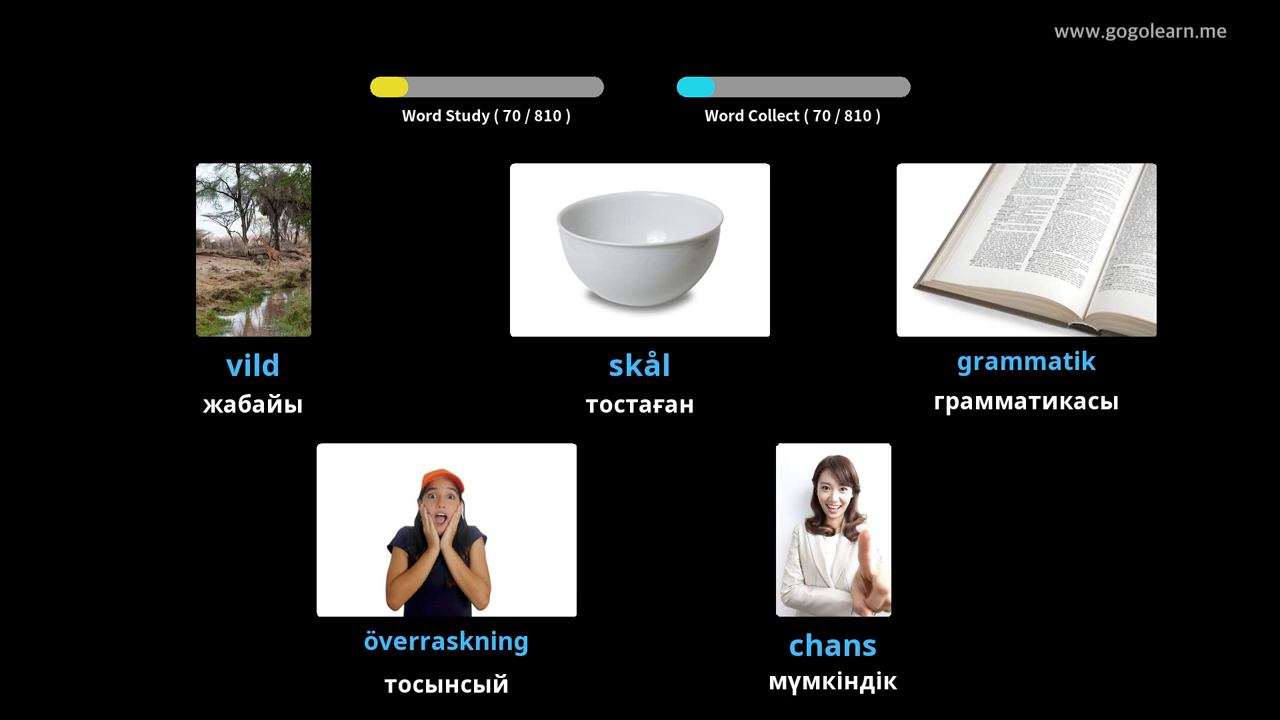 www.gogolearn.me
Word Study ( 70 / 810 )
Word Collect ( 70 / 810 )
vild
жабайы
skål
тостаған
grammatik
грамматикасы
överraskning
тосынсый
chans
мүмкіндік